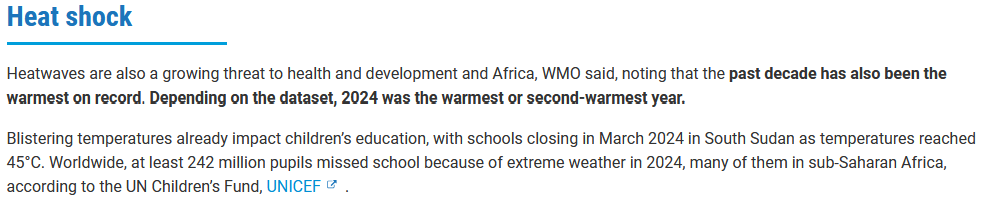 Heat shock
Heatwaves are also a growing threat to health and development and Africa, WMO said, noting that the past decade has also been the
warmest on record. Depending on the dataset, 2024 was the warmest or second-warmest year.
Blistering temperatures already impact children’s education, with schools closing in March 2024 in South Sudan as temperatures reached
45°C. Worldwide, at least 242 million pupils missed school because of extreme weather in 2024, many of them in sub-Saharan Africa,
according to the UN Children’s Fund, UNICEF .